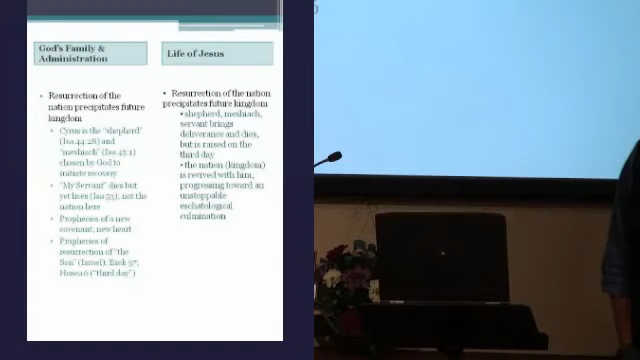 God's Family &
Administration
Resurrection of the
nation precipitates future
kingdom
Cyrus is the "shepherd"
(Isa 44:28) and
"meshiach" (Isa 45:1)
chosen by God to
initiate recovery
"My Servant" dies but
yet lives (Isa 53), not the
nation here
Prophecies of a new
covenant, new heart
Prophecies of
resurrection of "the
Son" (Israel), Ezek 37,
Hosea 6 ("third day")
Life of Jesus
Resurrection of the nation
precipitates future kingdom
shepherd, meshiach,
servant brings
deliverance and dies,
but is raised on the
third day
the nation (kingdom)
is revived with him,
progressing toward an
unstoppable
eschatological
culmination